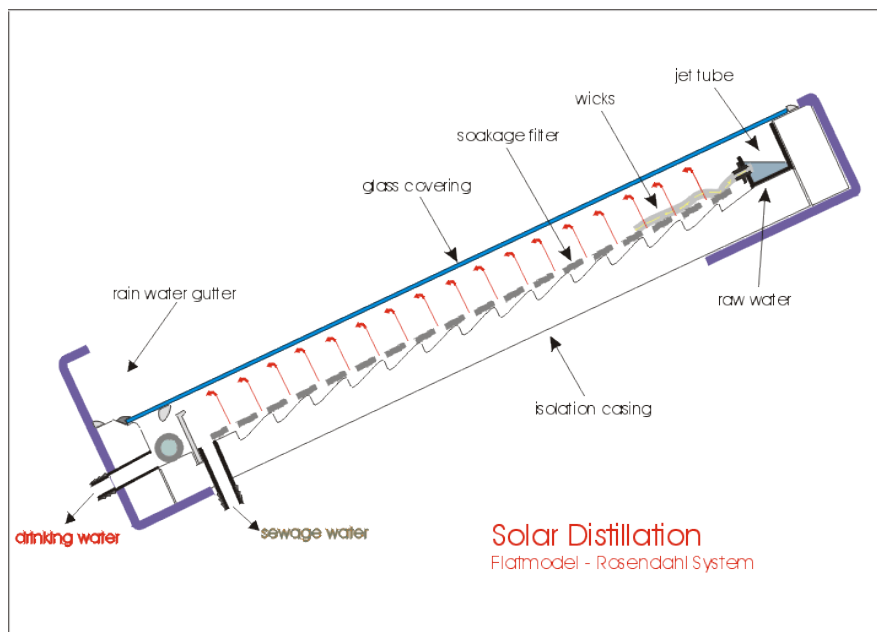 jet tube
wicks
soakage filter
glass covering
rain water gutter
raw water
isolation casing
drinking water
sewage water
Solar Distillation
Flatmodel - Rosendahl System